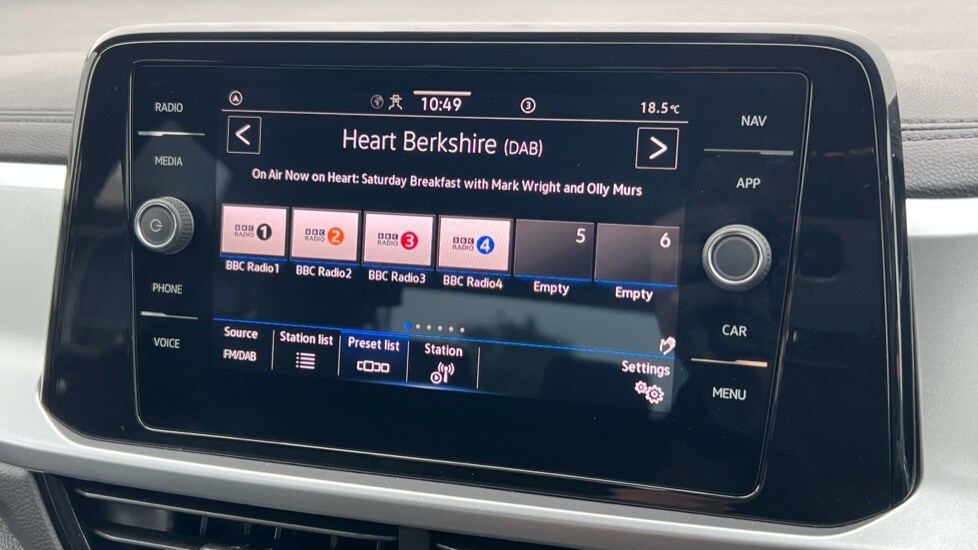 RADIO
MEDIA
PHONE
VOICE
10:49
3
18.5°C
<
Heart Berkshire (DAB)
>
On Air Now on Heart: Saturday Breakfast with Mark Wright and Olly Murs
BBC RADIO 1
BBC RADIO 2
BBC RADIO 3
BBC RADIO 4
5
6
BBC Radio1
BBC Radio2
BBC Radio3
BBC Radio4
Empty
Empty
Source
FM/DAB
Station list
Preset list
Station
Settings
NAV
APP
CAR
MENU